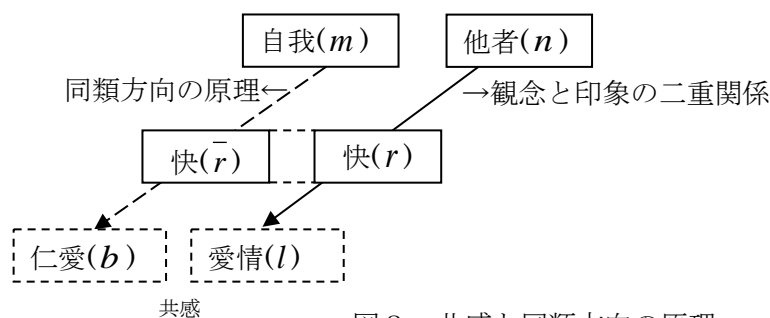 自我(m) 他者(n)
同類方向の原理← →観念と印象の二重関係
快(r̄) 快(r)
仁愛(b) 愛情(l)
共感